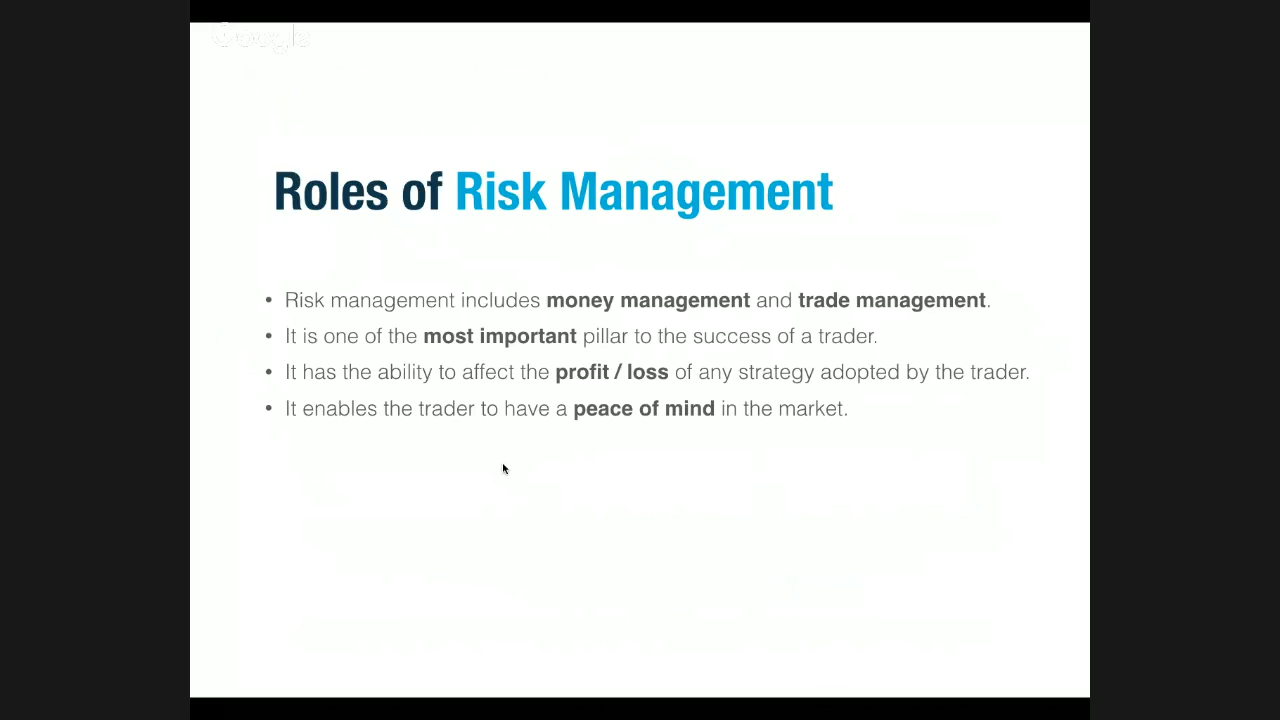 Google
Roles of Risk Management
• Risk management includes money management and trade management.
• It is one of the most important pillar to the success of a trader.
• It has the ability to affect the profit / loss of any strategy adopted by the trader.
• It enables the trader to have a peace of mind in the market.